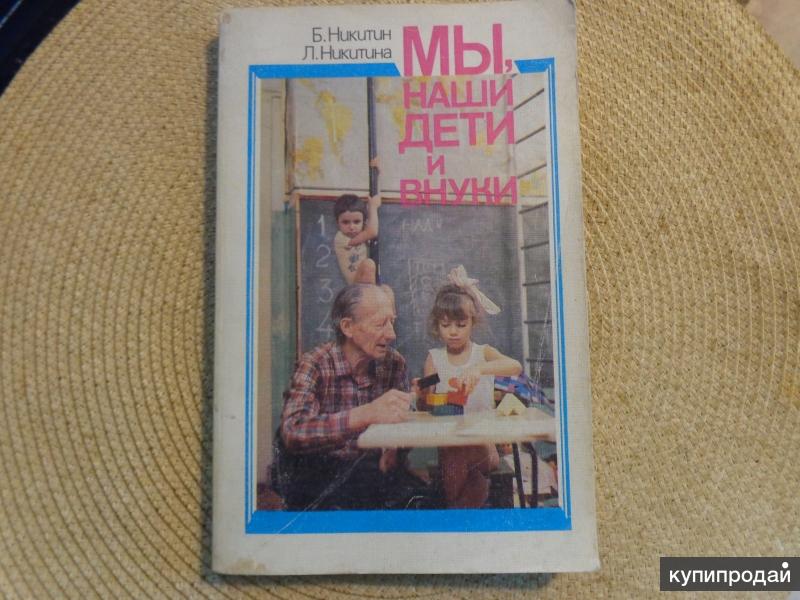 Б. Никитин
Л. Никитина
МЫ,
НАШИ
ДЕТИ
И
ВНУКИ
1
2
3
4
купипродай